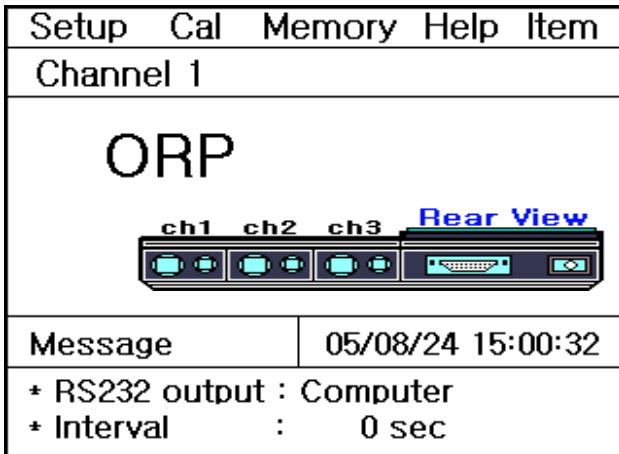 Setup Cal Memory Help Item
Channel 1
ORP
Rear View
ch1 ch2 ch3
Message 05/08/24 15:00:32
* RS232 output : Computer
* Interval : 0 sec